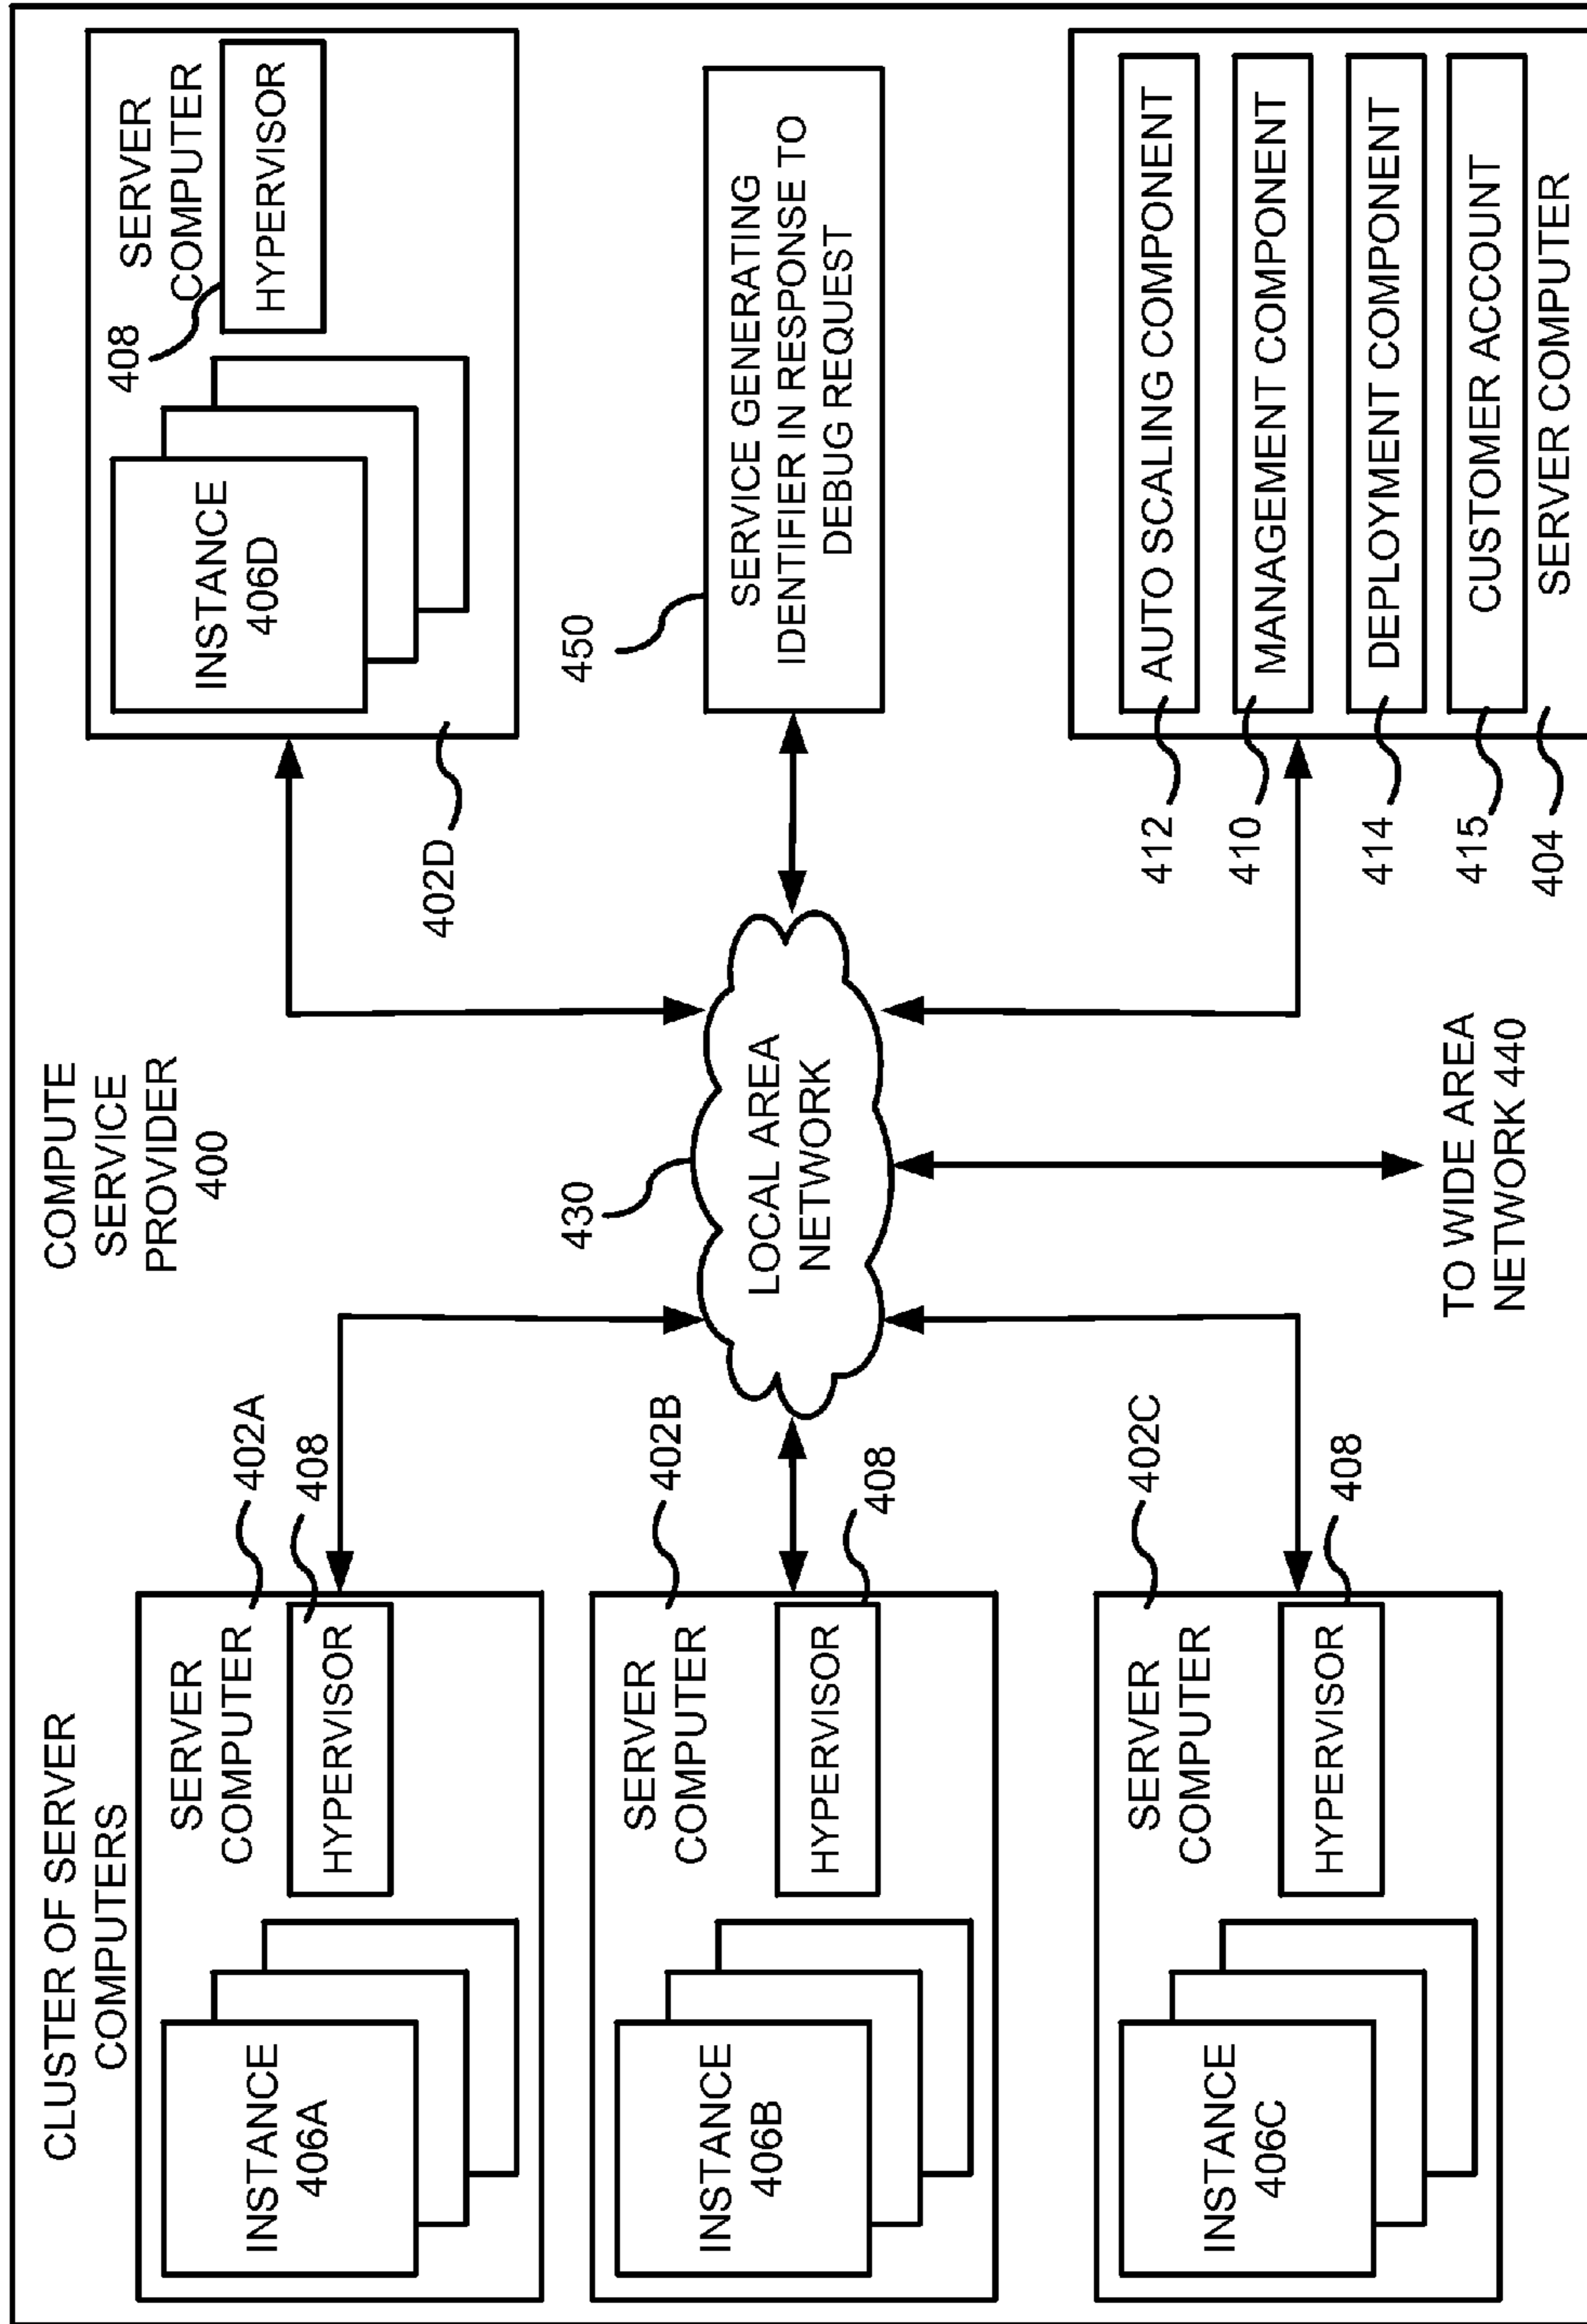 COMPUTE
SERVICE
PROVIDER
400
CLUSTER OF SERVER
COMPUTERS
SERVER
COMPUTER
402A
HYPERVISOR
408
INSTANCE
406A
SERVER
COMPUTER
402B
HYPERVISOR
408
INSTANCE
406B
SERVER
COMPUTER
402C
HYPERVISOR
408
INSTANCE
406C
430
LOCAL AREA
NETWORK
TO WIDE AREA
NETWORK 440
SERVER
COMPUTER
408
HYPERVISOR
INSTANCE
406D
402D
450
SERVICE GENERATING
IDENTIFIER IN RESPONSE TO
DEBUG REQUEST
412
AUTO SCALING COMPONENT
410
MANAGEMENT COMPONENT
414
DEPLOYMENT COMPONENT
415
CUSTOMER ACCOUNT
404
SERVER COMPUTER